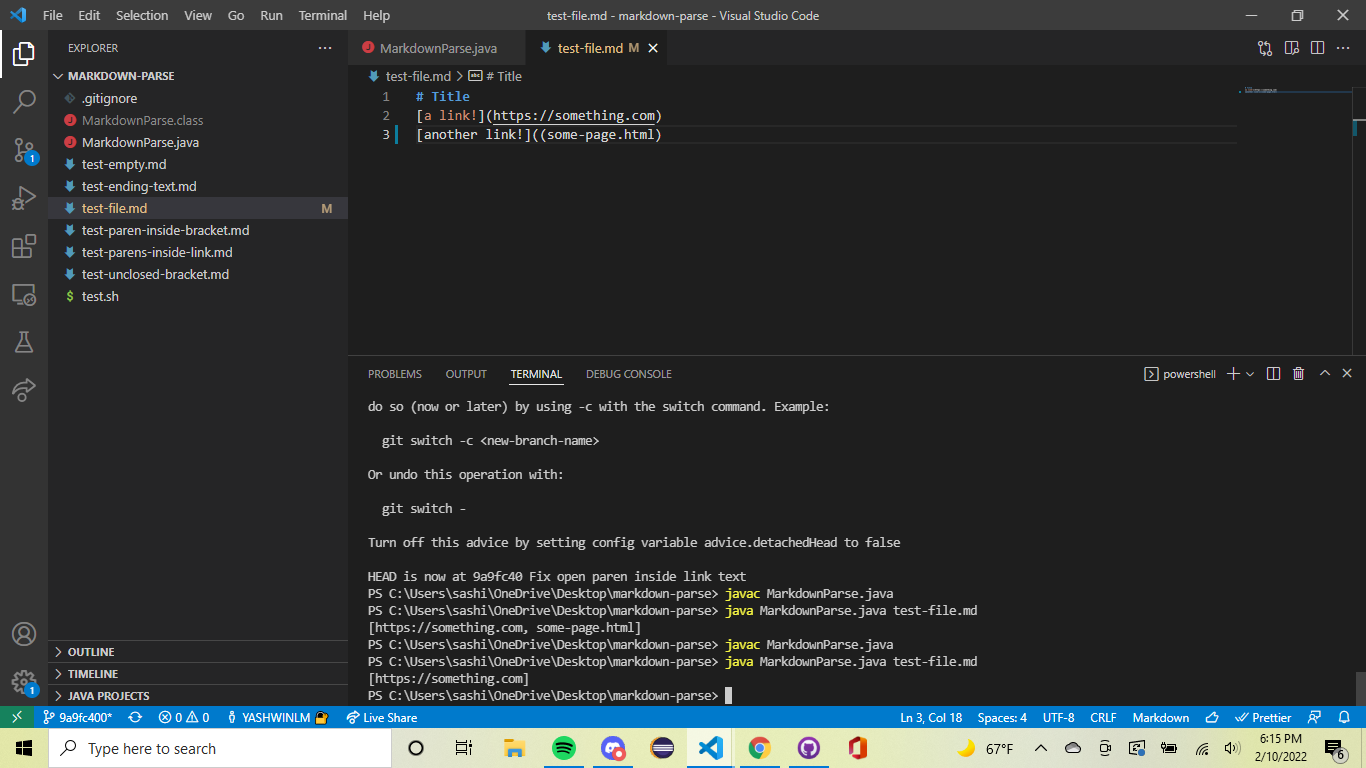 File Edit Selection View Go Run Terminal Help
test-file.md - markdown-parse - Visual Studio Code
EXPLORER
MARKDOWN-PARSE
.gitignore
MarkdownParse.class
MarkdownParse.java
test-empty.md
test-ending-text.md
test-file.md M
test-paren-inside-bracket.md
test-parens-inside-link.md
test-unclosed-bracket.md
$ test.sh
OUTLINE
TIMELINE
JAVA PROJECTS
1
1
MarkdownParse.java
test-file.md M
test-file.md > # Title
1 # Title
2 [a link!](https://something.com)
3 [another link!]((some-page.html)
PROBLEMS OUTPUT TERMINAL DEBUG CONSOLE
powershell
do so (now or later) by using -c with the switch command. Example:
git switch -c <new-branch-name>
Or undo this operation with:
git switch -
Turn off this advice by setting config variable advice.detachedHead to false
HEAD is now at 9a9fc40 Fix open paren inside link text
PS C:\Users\sashi\OneDrive\Desktop\markdown-parse> javac MarkdownParse.java
PS C:\Users\sashi\OneDrive\Desktop\markdown-parse> java MarkdownParse.java test-file.md
[https://something.com, some-page.html]
PS C:\Users\sashi\OneDrive\Desktop\markdown-parse> javac MarkdownParse.java
PS C:\Users\sashi\OneDrive\Desktop\markdown-parse> java MarkdownParse.java test-file.md
[https://something.com]
PS C:\Users\sashi\OneDrive\Desktop\markdown-parse>
9a9fc400* 0 0 YASHWINLM Live Share
Ln 3, Col 18 Spaces: 4 UTF-8 CRLF Markdown Prettier
Type here to search
67°F
6:15 PM
2/10/2022
6